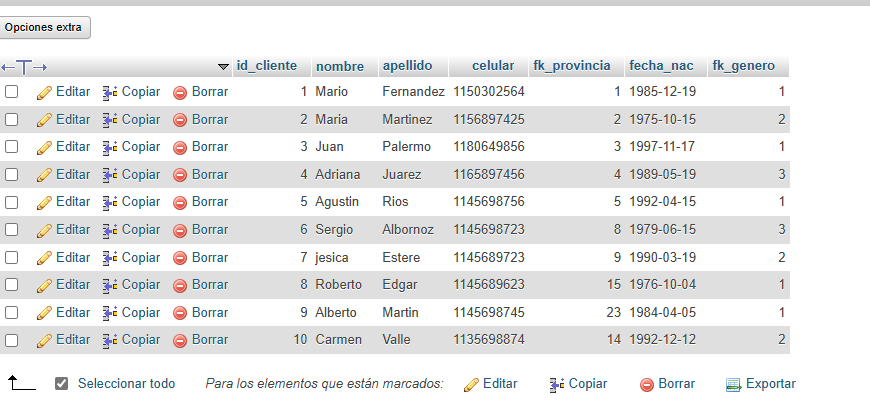 Opciones extra
id_cliente nombre apellido celular fk_provincia fecha_nac fk_genero
Editar Copiar Borrar 1 Mario Fernandez 1150302564 1 1985-12-19 1
Editar Copiar Borrar 2 Maria Martinez 1156897425 2 1975-10-15 2
Editar Copiar Borrar 3 Juan Palermo 1180649856 3 1997-11-17 1
Editar Copiar Borrar 4 Adriana Juarez 1165897456 4 1989-05-19 3
Editar Copiar Borrar 5 Agustin Rios 1145698756 5 1992-04-15 1
Editar Copiar Borrar 6 Sergio Albornoz 1145698723 8 1979-06-15 3
Editar Copiar Borrar 7 jesica Estere 1145689723 9 1990-03-19 2
Editar Copiar Borrar 8 Roberto Edgar 1145689623 15 1976-10-04 1
Editar Copiar Borrar 9 Alberto Martin 1145698745 23 1984-04-05 1
Editar Copiar Borrar 10 Carmen Valle 1135698874 14 1992-12-12 2
Seleccionar todo Para los elementos que están marcados: Editar Copiar Borrar Exportar